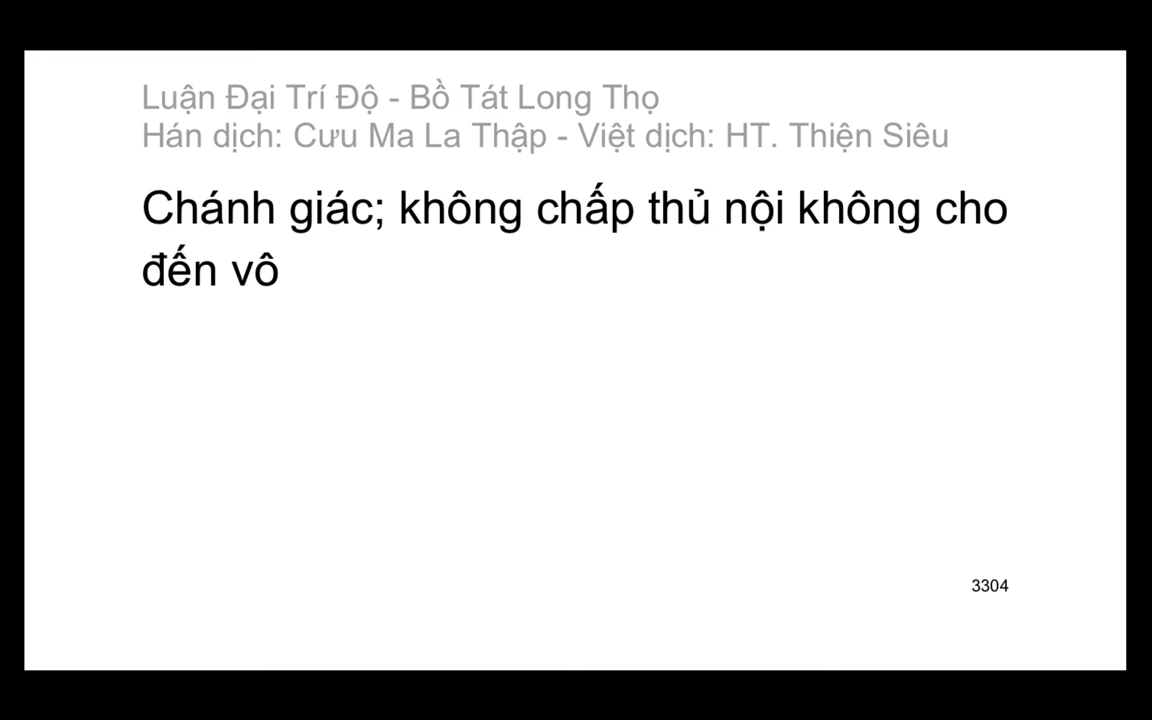 Luận Đại Trí Độ - Bồ Tát Long Thọ
Hán dịch: Cưu Ma La Thập - Việt dịch: HT. Thiện Siêu
Chánh giác; không chấp thủ nội không cho
đến vô
3304